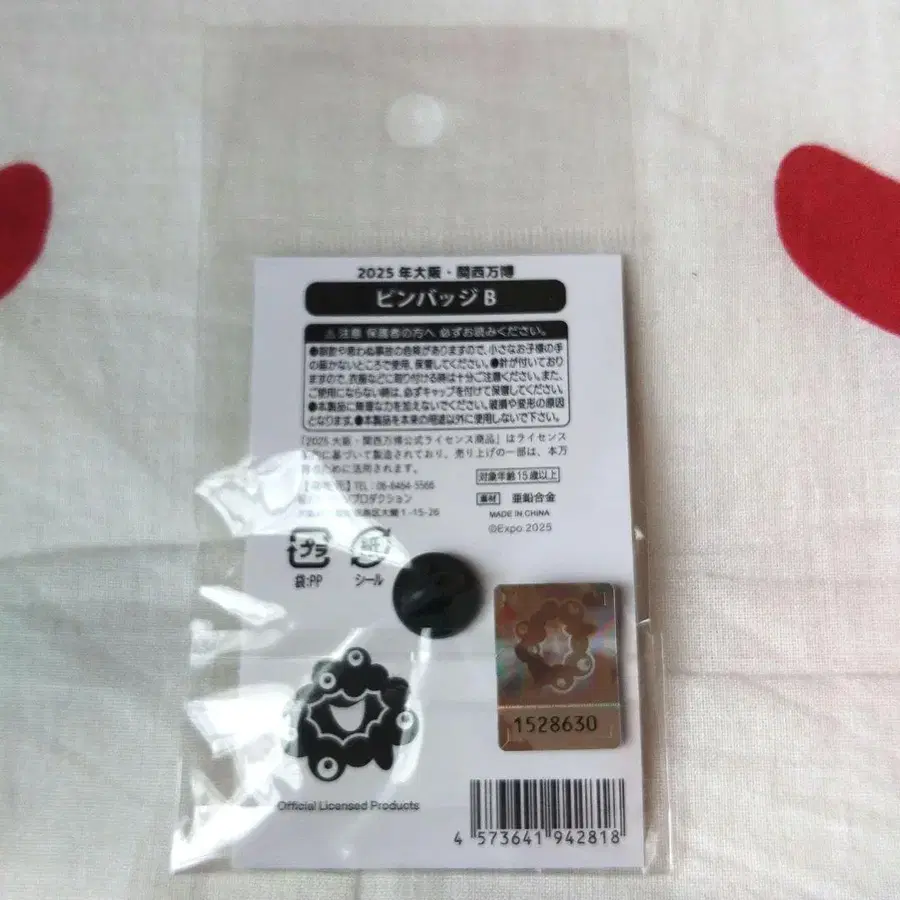 2025年大阪・関西万博
ピンバッジ B
⚠注意 保護者の方へ 必ずお読みください。
●誤飲や思わぬ事故の危険がありますので、小さなお子様の手
の届かないところで使用、保管してください。●針が付いており
ますので、衣服などに取り付ける時は十分ご注意ください。また、
ご使用にならない時は、必ずキャップを付けて保管してください。
●本製品に無理な力を加えないでください。破損や変形の原因
となります。●本製品を本来の用途以外に使用しないで下さい。
「2025 大阪・関西万博公式ライセンス商品」はライセンス
に基づいて製造されており、売り上げの一部は、本万
のために活用されます。
対象年齢15歳以上
TEL:06-6464-5566
プロダクション
素材 亜鉛合金
区大開1-15-26
MADE IN CHINA
©Expo 2025
プラ
紙
袋:PP
シール
1528630
Official Licensed Products
4 573641 942818